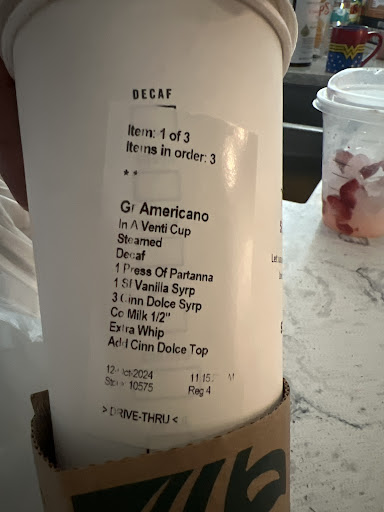 DECAF
Item: 1 of 3
Items in order: 3
**
Gr Americano
In A Venti Cup
Steamed
Decaf
1 Press Of Partanna
1 Sf Vanilla Syrp
3 Cinn Dolce Syrp
Co Milk 1/2"
Extra Whip
Add Cinn Dolce Top
2024
10575
Reg 4
>DRIVE-THRU<